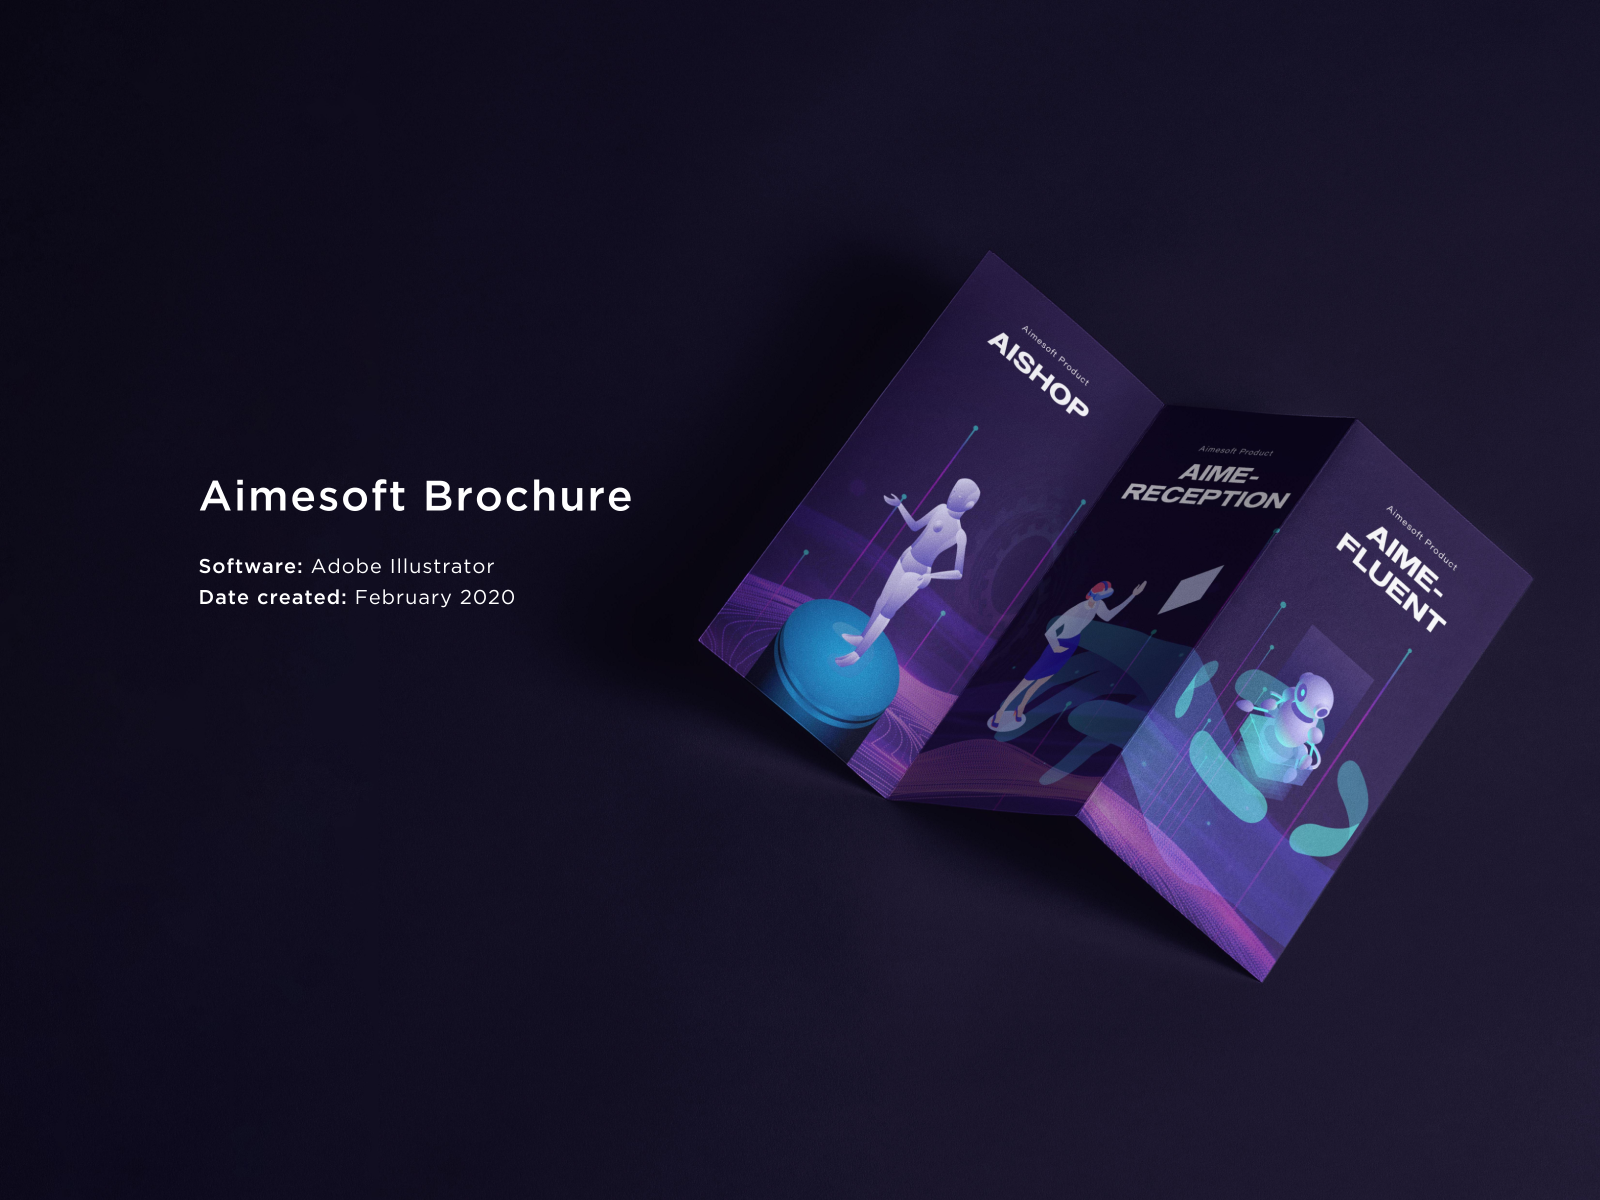 Aimesoft Brochure
Software: Adobe Illustrator
Date created: February 2020
Aimesoft Product
AISHOP
Aimesoft Product
AIME-
RECEPTION
Aimesoft Product
AIME-
FLUENT